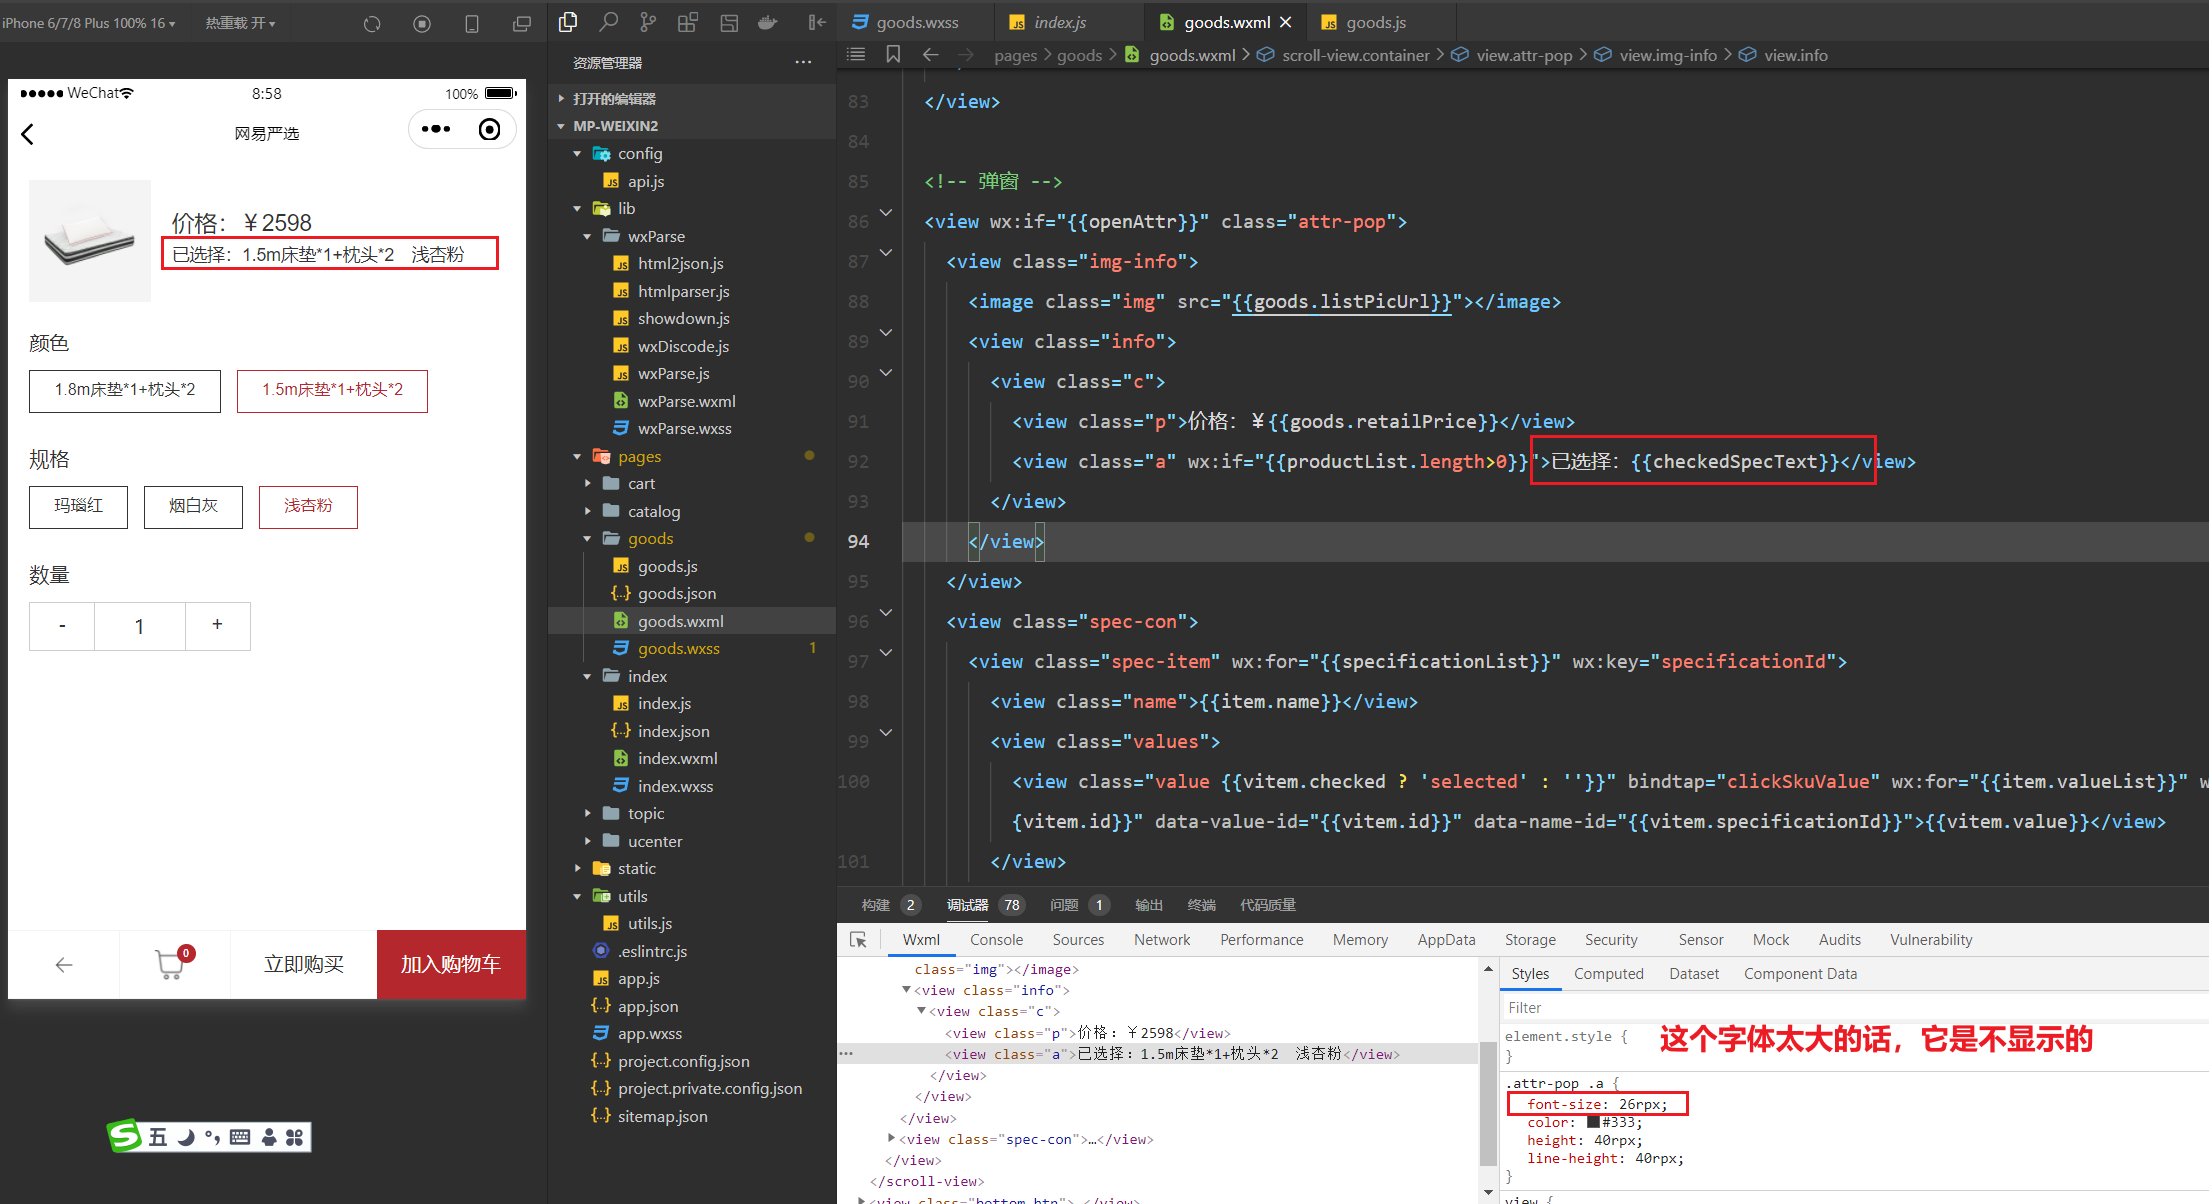 iPhone 6/7/8 Plus 100% 16
热重载 开
WeChat
8:58
100%
网易严选
价格：￥2598
已选择：1.5m床垫*1+枕头*2 浅杏粉
颜色
1.8m床垫*1+枕头*2
1.5m床垫*1+枕头*2
规格
玛瑙红
烟白灰
浅杏粉
数量
-
1
+
0
立即购买
加入购物车
五
资源管理器
打开的编辑器
MP-WEIXIN2
config
api.js
lib
wxParse
html2json.js
htmlparser.js
showdown.js
wxDiscode.js
wxParse.js
wxParse.wxml
wxParse.wxss
pages
cart
catalog
goods
goods.js
goods.json
goods.wxml
goods.wxss 1
index
index.js
index.json
index.wxml
index.wxss
topic
ucenter
static
utils
utils.js
.eslintrc.js
app.js
app.json
app.wxss
project.config.json
project.private.config.json
sitemap.json
goods.wxss
index.js
goods.wxml
goods.js
pages > goods > goods.wxml > scroll-view.container > view.attr-pop > view.img-info > view.info
83 </view>
84
85 <!-- 弹窗 -->
86 <view wx:if="{{openAttr}}" class="attr-pop">
87 <view class="img-info">
88 <image class="img" src="{{goods.listPicUrl}}"></image>
89 <view class="info">
90 <view class="c">
91 <view class="p">价格：￥{{goods.retailPrice}}</view>
92 <view class="a" wx:if="{{productList.length>0}}">已选择：{{checkedSpecText}}</view>
93 </view>
94 </view>
95 </view>
96 <view class="spec-con">
97 <view class="spec-item" wx:for="{{specificationList}}" wx:key="specificationId">
98 <view class="name">{{item.name}}</view>
99 <view class="values">
100 <view class="value {{vitem.checked ? 'selected' : ''}}" bindtap="clickSkuValue" wx:for="{{item.valueList}}" w
{vitem.id}}" data-value-id="{{vitem.id}}" data-name-id="{{vitem.specificationId}}">{{vitem.value}}</view>
101 </view>
构建 2
调试器 78
问题 1
输出
终端
代码质量
Wxml
Console
Sources
Network
Performance
Memory
AppData
Storage
Security
Sensor
Mock
Audits
Vulnerability
class="img"></image>
<view class="info">
<view class="c">
<view class="p">价格：￥2598</view>
<view class="a">已选择：1.5m床垫*1+枕头*2 浅杏粉</view>
</view>
</view>
</view>
<view class="spec-con">…</view>
</view>
</scroll-view>
Styles
Computed
Dataset
Component Data
Filter
element.style {
}
这个字体太大的话，它是不显示的
.attr-pop .a {
font-size: 26rpx;
color: #333;
height: 40rpx;
line-height: 40rpx;
}
view {